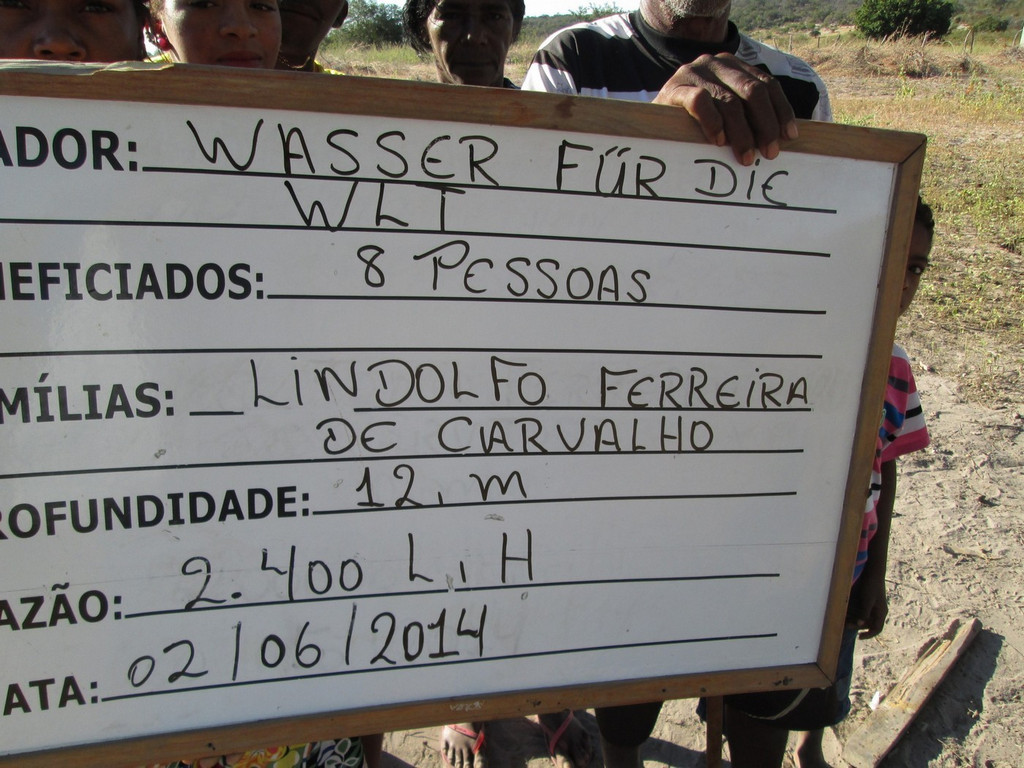 ADOR: WASSER FÜR DIE
WLT
NEFICIADOS: 8 PESSOAS
MÍLIAS: LINDOLFO FERREIRA
DE CARVALHO
ROFUNDIDADE: 12, m
AZÃO: 2.400 L, H
ATA: 02/06/2014